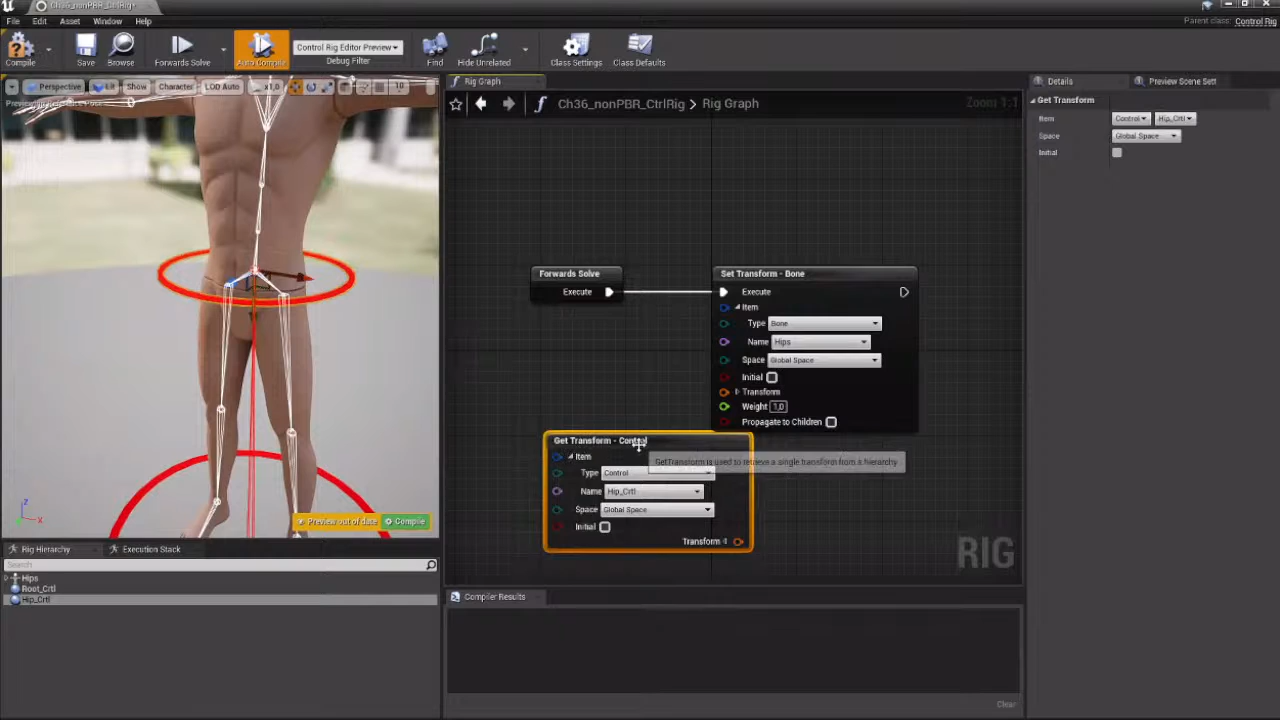 Ch36_nonPBR_CtrlRig*
File Edit Asset Window Help
Parent class: Control Rig
Compile
Save
Browse
Forwards Solve
Auto Compile
Control Rig Editor Preview
Debug Filter
Find
Hide Unrelated
Class Settings
Class Defaults
Perspective
Lit
Show
Character
LOD Auto
x1,0
10
Preview out of date
Compile
Rig Hierarchy
Execution Stack
Search
Hips
Root_Crtl
Hip_Crtl
Rig Graph
Ch36_nonPBR_CtrlRig > Rig Graph
Zoom 1:1
Forwards Solve
Execute
Set Transform - Bone
Execute
Item
Type Bone
Name Hips
Space Global Space
Initial
Transform
Weight 1,0
Propagate to Children
Get Transform - Control
GetTransform is used to retrieve a single transform from a hierarchy.
Item
Type Control
Name Hip_Crtl
Space Global Space
Initial
Transform
RIG
Compiler Results
Clear
Details
Preview Scene Sett
Get Transform
Item Control Hip_Crtl
Space Global Space
Initial